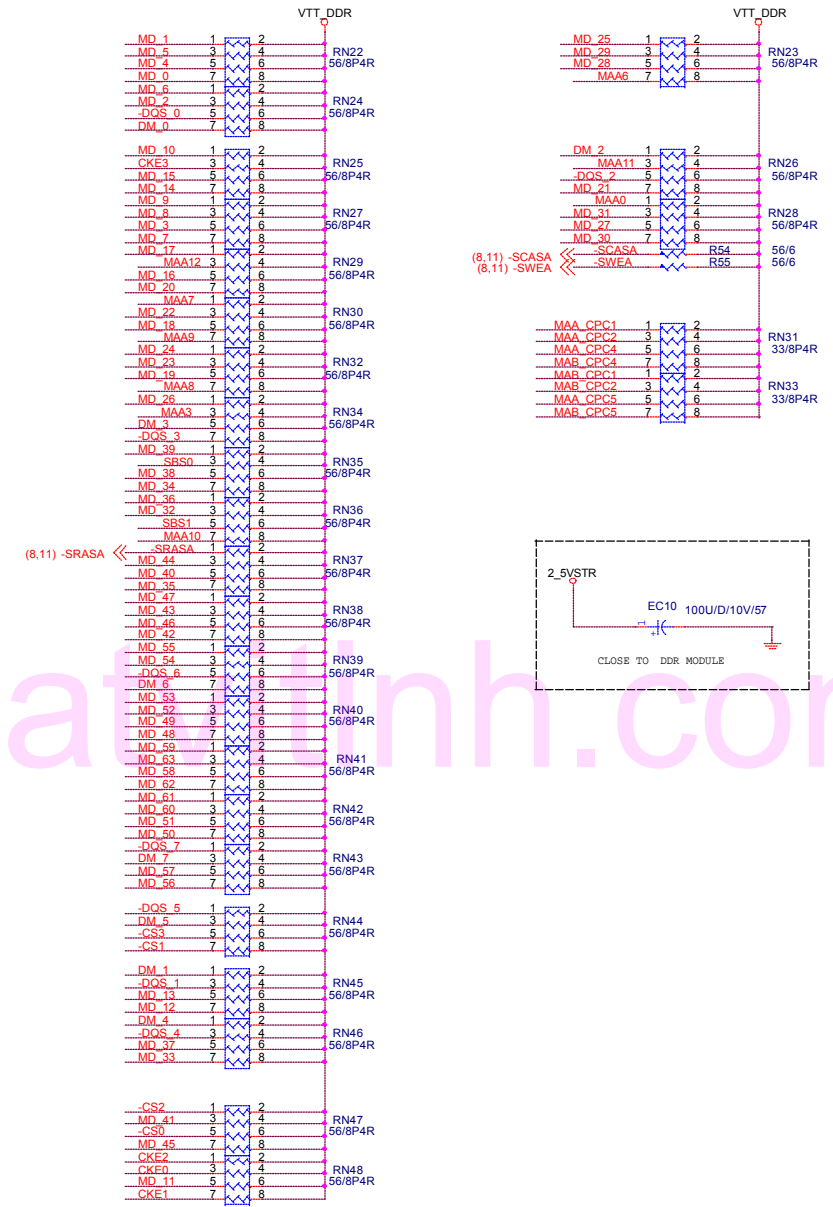 VTT_DDR
MD_1 1 2
MD_5 3 4 RN22
MD_4 5 6 56/8P4R
MD_0 7 8
MD_6 1 2
MD_2 3 4 RN24
-DQS_0 5 6 56/8P4R
DM_0 7 8
MD_10 1 2
CKE3 3 4 RN25
MD_15 5 6 56/8P4R
MD_14 7 8
MD_9 1 2
MD_8 3 4 RN27
MD_3 5 6 56/8P4R
MD_7 7 8
MD_17 1 2
MAA12 3 4 RN29
MD_16 5 6 56/8P4R
MD_20 7 8
MAA7 1 2
MD_22 3 4 RN30
MD_18 5 6 56/8P4R
MAA9 7 8
MD_24 1 2
MD_23 3 4 RN32
MD_19 5 6 56/8P4R
MAA8 7 8
MD_26 1 2
MAA3 3 4 RN34
DM_3 5 6 56/8P4R
-DQS_3 7 8
MD_39 1 2
SBS0 3 4 RN35
MD_38 5 6 56/8P4R
MD_34 7 8
MD_36 1 2
MD_32 3 4 RN36
SBS1 5 6 56/8P4R
MAA10 7 8
(8,11) -SRASA -SRASA 1 2
MD_44 3 4 RN37
MD_40 5 6 56/8P4R
MD_35 7 8
MD_47 1 2
MD_43 3 4 RN38
MD_46 5 6 56/8P4R
MD_42 7 8
MD_55 1 2
MD_54 3 4 RN39
-DQS_6 5 6 56/8P4R
DM_6 7 8
MD_53 1 2
MD_52 3 4 RN40
MD_49 5 6 56/8P4R
MD_48 7 8
MD_59 1 2
MD_63 3 4 RN41
MD_58 5 6 56/8P4R
MD_62 7 8
MD_61 1 2
MD_60 3 4 RN42
MD_51 5 6 56/8P4R
MD_50 7 8
-DQS_7 1 2
DM_7 3 4 RN43
MD_57 5 6 56/8P4R
MD_56 7 8
-DQS_5 1 2
DM_5 3 4 RN44
-CS3 5 6 56/8P4R
-CS1 7 8
DM_1 1 2
-DQS_1 3 4 RN45
MD_13 5 6 56/8P4R
MD_12 7 8
DM_4 1 2
-DQS_4 3 4 RN46
MD_37 5 6 56/8P4R
MD_33 7 8
-CS2 1 2
MD_41 3 4 RN47
-CS0 5 6 56/8P4R
MD_45 7 8
CKE2 1 2
CKE0 3 4 RN48
MD_11 5 6 56/8P4R
CKE1 7 8
VTT_DDR
MD_25 1 2
MD_29 3 4 RN23
MD_28 5 6 56/8P4R
MAA6 7 8
DM_2 1 2
MAA11 3 4 RN26
-DQS_2 5 6 56/8P4R
MD_21 7 8
MAA0 1 2
MD_31 3 4 RN28
MD_27 5 6 56/8P4R
MD_30 7 8
(8,11) -SCASA -SCASA R54 56/6
(8,11) -SWEA -SWEA R55 56/6
MAA_CPC1 1 2
MAA_CPC2 3 4 RN31
MAA_CPC4 5 6 33/8P4R
MAB_CPC4 7 8
MAB_CPC1 1 2
MAB_CPC2 3 4 RN33
MAA_CPC5 5 6 33/8P4R
MAB_CPC5 7 8
2_5VSTR
EC10 100U/D/10V/57
1
+
CLOSE TO DDR MODULE